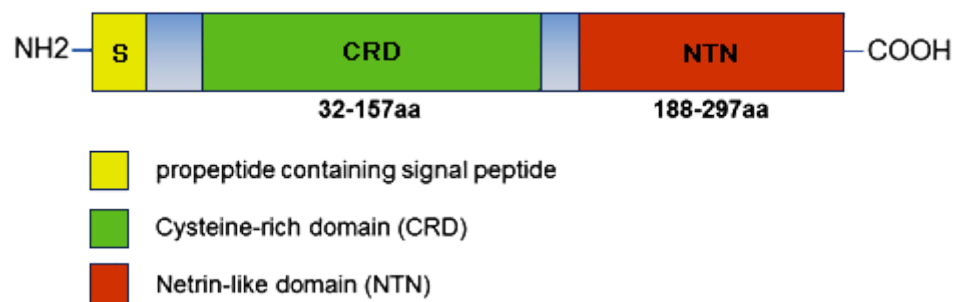 NH2 S CRD NTN COOH
32-157aa 188-297aa
propeptide containing signal peptide
Cysteine-rich domain (CRD)
Netrin-like domain (NTN)